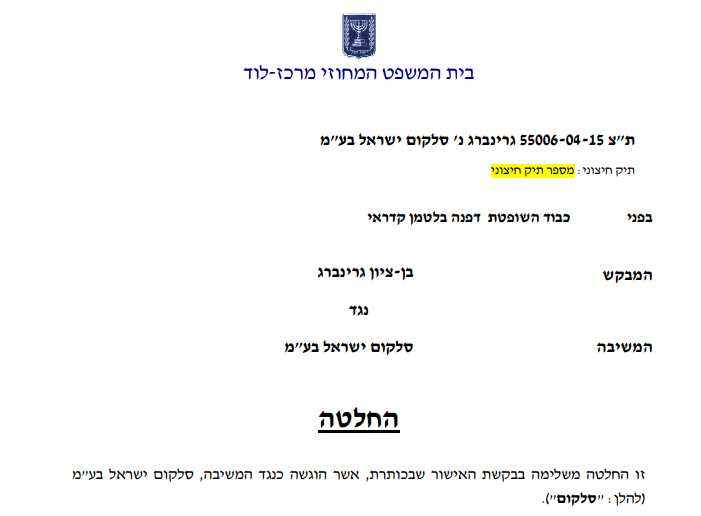 בית המשפט המחוזי מרכז-לוד
ת"צ 55006-04-15 גרינברג נ' סלקום ישראל בע"מ
תיק חיצוני: מספר תיק חיצוני
בפני כבוד השופטת דפנה בלטמן קדראי
המבקש בן-ציון גרינברג
נגד
המשיבה סלקום ישראל בע"מ
החלטה
זו החלטה משלימה בבקשת האישור שבכותרת, אשר הוגשה כנגד המשיבה, סלקום ישראל בע"מ
(להלן: "סלקום").